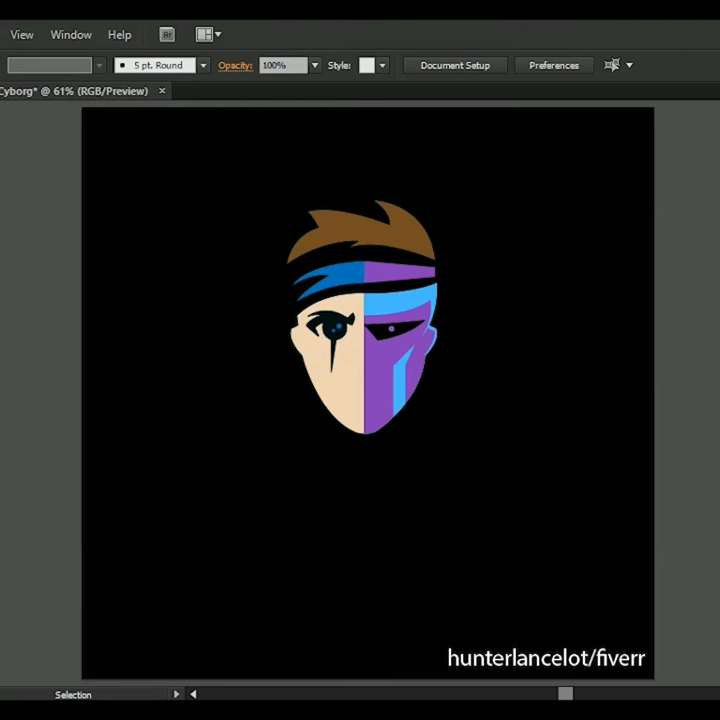 View Window Help Br
5 pt. Round Opacity: 100% Style: Document Setup Preferences
Cyborg* @ 61% (RGB/Preview) ×
hunterlancelot/fiverr
Selection